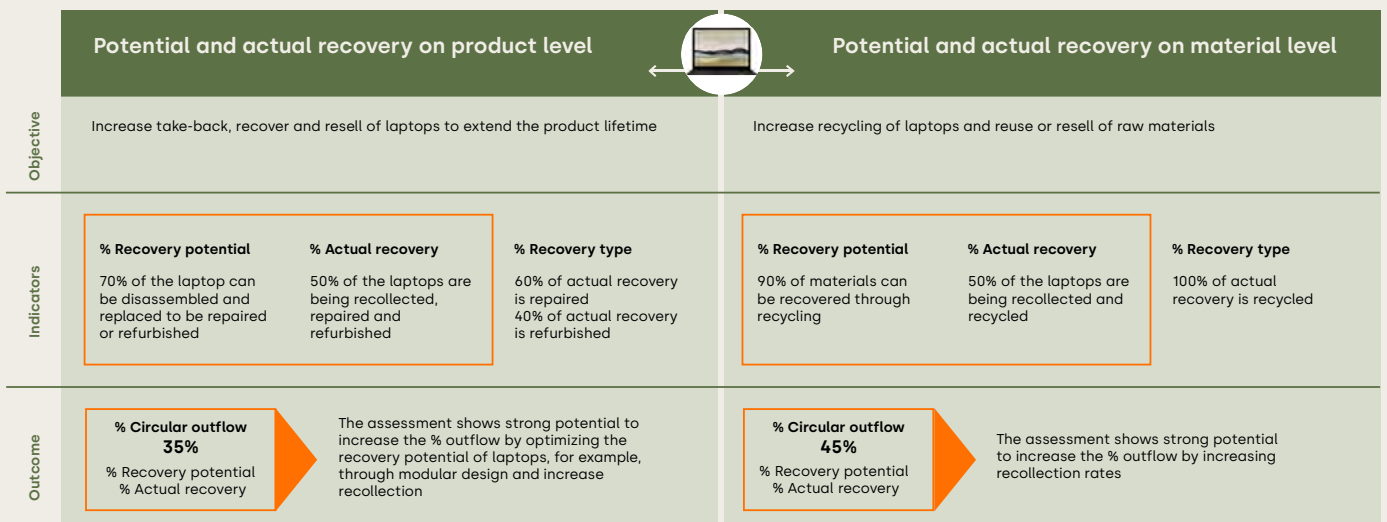 Potential and actual recovery on product level
Potential and actual recovery on material level
Objective
Increase take-back, recover and resell of laptops to extend the product lifetime
Increase recycling of laptops and reuse or resell of raw materials
Indicators
% Recovery potential
70% of the laptop can
be disassembled and
replaced to be repaired
or refurbished
% Actual recovery
50% of the laptops are
being recollected,
repaired and
refurbished
% Recovery type
60% of actual recovery
is repaired
40% of actual recovery
is refurbished
% Recovery potential
90% of materials can
be recovered through
recycling
% Actual recovery
50% of the laptops are
being recollected and
recycled
% Recovery type
100% of actual
recovery is recycled
Outcome
% Circular outflow
35%
% Recovery potential
% Actual recovery
The assessment shows strong potential to
increase the % outflow by optimizing the
recovery potential of laptops, for example,
through modular design and increase
recollection
% Circular outflow
45%
% Recovery potential
% Actual recovery
The assessment shows strong potential
to increase the % outflow by increasing
recollection rates